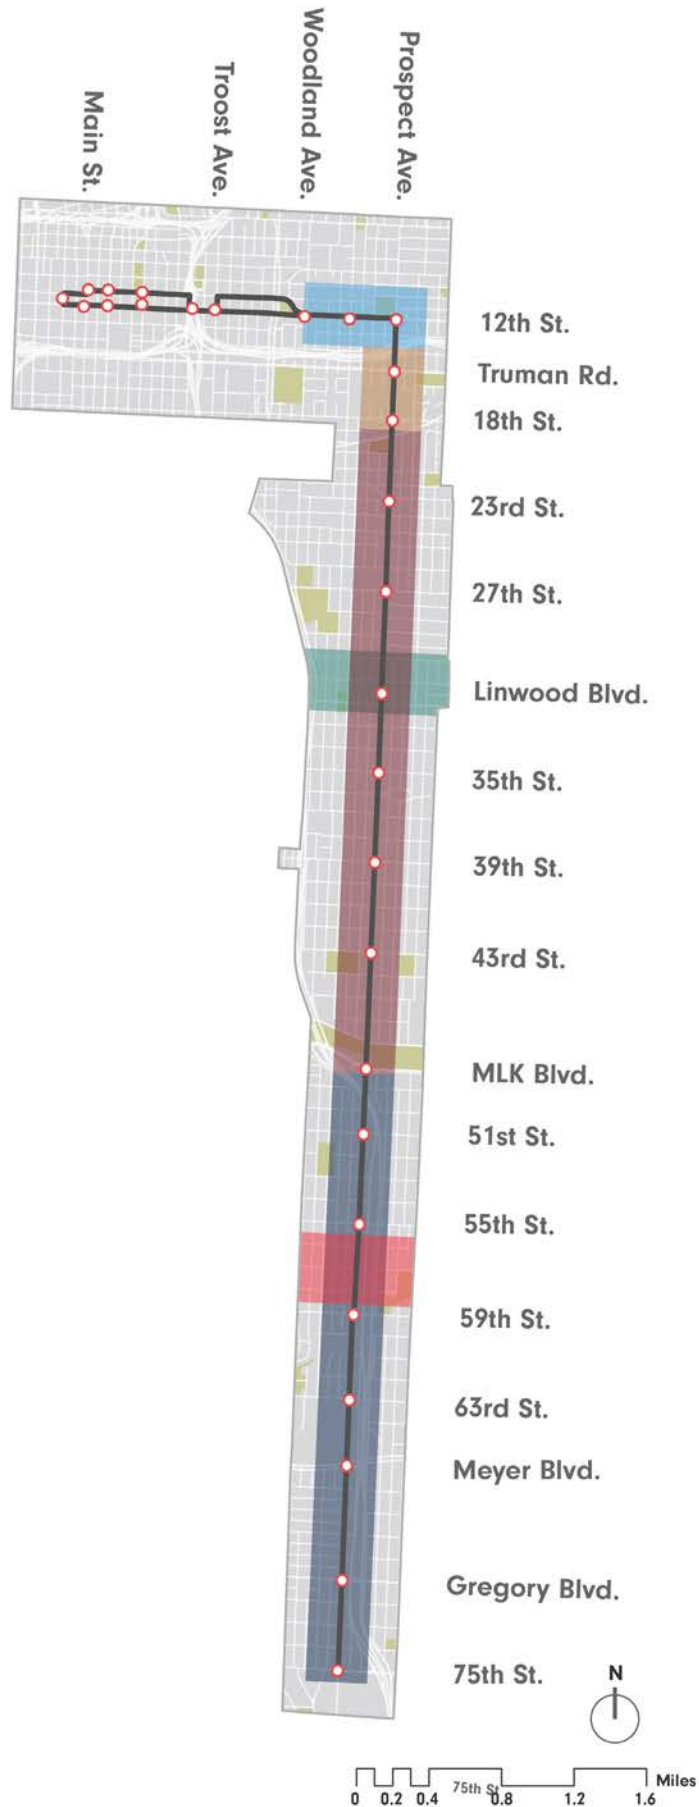 Main St.
Troost Ave.
Woodland Ave.
Prospect Ave.
12th St.
Truman Rd.
18th St.
23rd St.
27th St.
Linwood Blvd.
35th St.
39th St.
43rd St.
MLK Blvd.
51st St.
55th St.
59th St.
63rd St.
Meyer Blvd.
Gregory Blvd.
75th St.
N
Miles
75th St
0 0.2 0.4 0.8 1.2 1.6